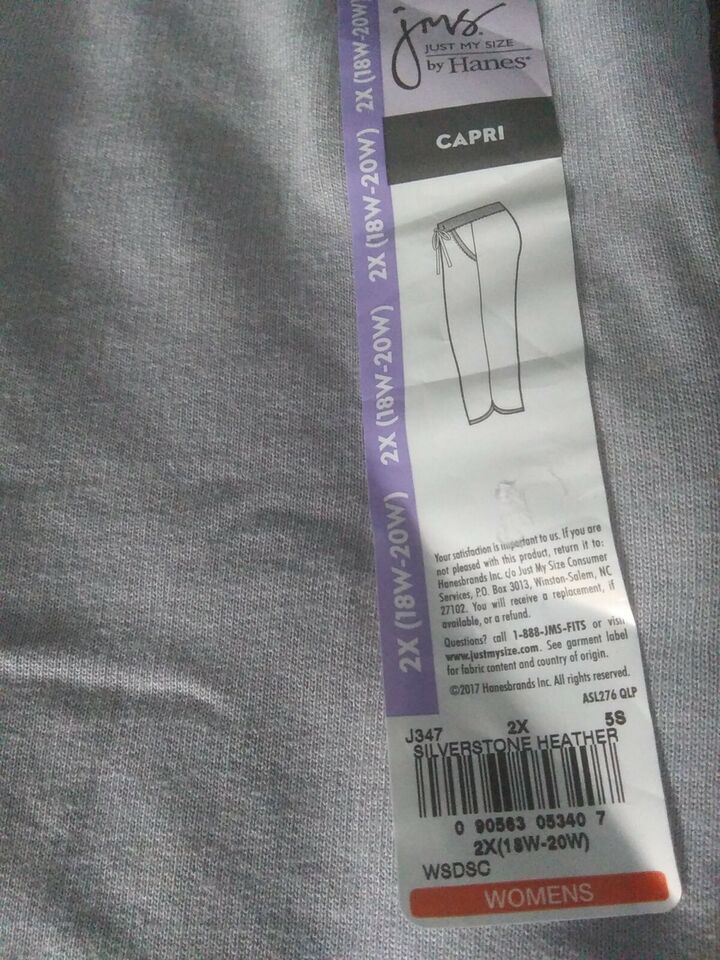 jms.
JUST MY SIZE
by Hanes®
CAPRI
2X (18W-20W) 2X (18W-20W) 2X (18W-20W) 2X (18W-20W)
Your satisfaction is important to us. If you are
not pleased with this product, return it to:
Hanesbrands Inc. c/o Just My Size Consumer
Services, P.O. Box 3013, Winston-Salem, NC
27102. You will receive a replacement, if
available, or a refund.
Questions? call 1-888-JMS-FITS or visit
www.justmysize.com. See garment label
for fabric content and country of origin.
©2017 Hanesbrands Inc. All rights reserved.
ASL276 QLP
J347 2X 5S
SILVERSTONE HEATHER
0 90563 05340 7
2X(18W-20W)
WSDSC
WOMENS